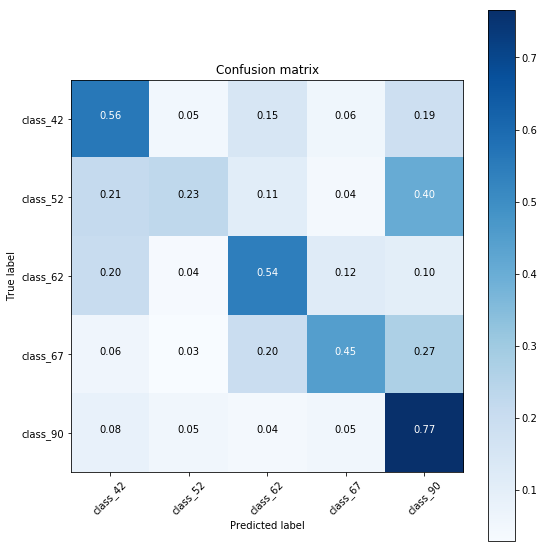 Confusion matrix
0.7
class_42 0.56 0.05 0.15 0.06 0.19
0.6
class_52 0.21 0.23 0.11 0.04 0.40
0.5
True label
class_62 0.20 0.04 0.54 0.12 0.10
0.4
0.3
class_67 0.06 0.03 0.20 0.45 0.27
0.2
class_90 0.08 0.05 0.04 0.05 0.77
0.1
class_42 class_52 class_62 class_67 class_90
Predicted label